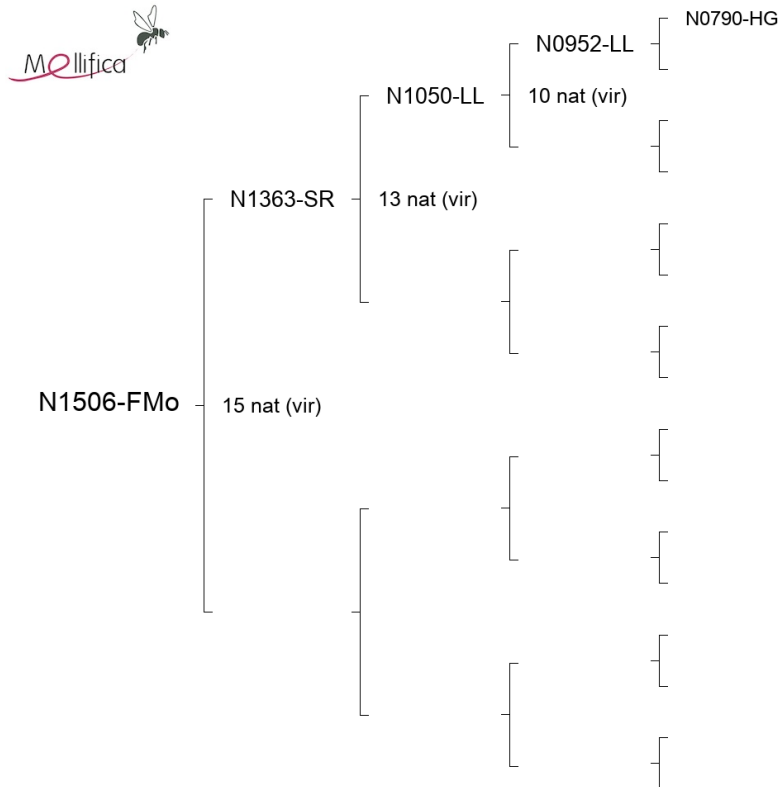 Mellifica
N0790-HG
N0952-LL
N1050-LL
10 nat (vir)
N1363-SR
13 nat (vir)
N1506-FMo
15 nat (vir)